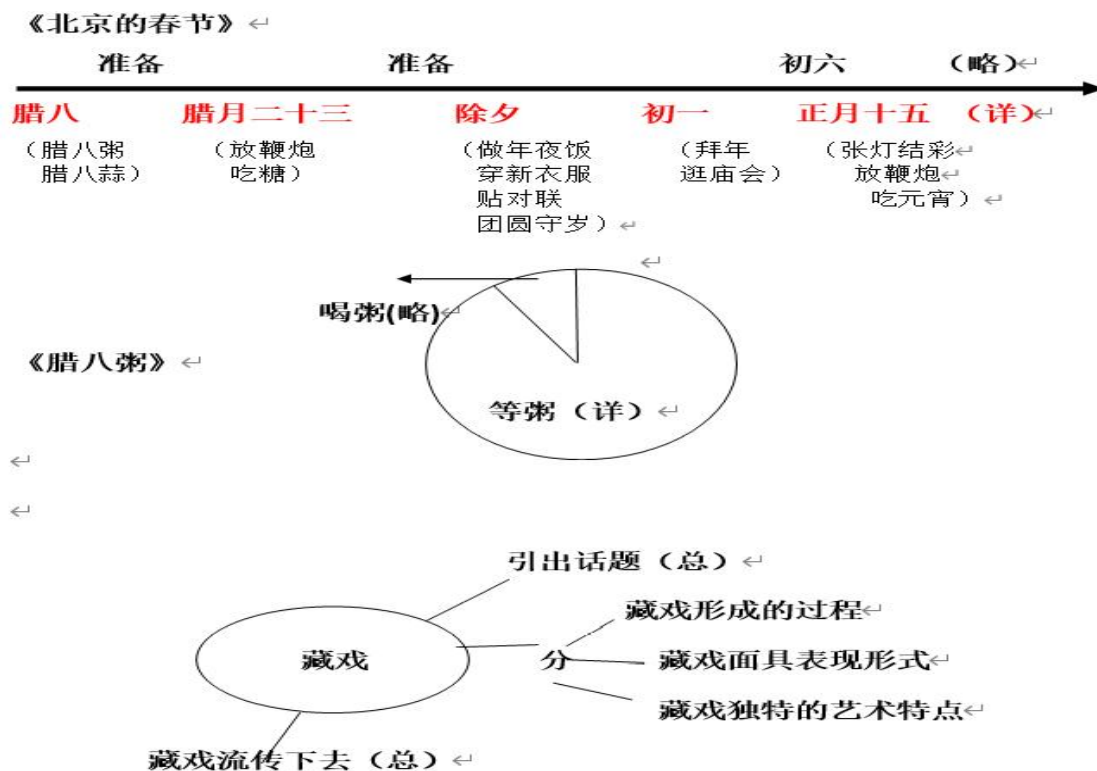 《北京的春节》
准备 准备 初六 （略）
腊八 腊月二十三 除夕 初一 正月十五 （详）
（腊八粥 （放鞭炮 （做年夜饭 （拜年 （张灯结彩
腊八蒜） 吃糖） 穿新衣服 逛庙会） 放鞭炮
贴对联 吃元宵）
团圆守岁）
喝粥(略)
《腊八粥》
等粥（详）
引出话题（总）
藏戏形成的过程
藏戏 分 藏戏面具表现形式
藏戏独特的艺术特点
藏戏流传下去（总）